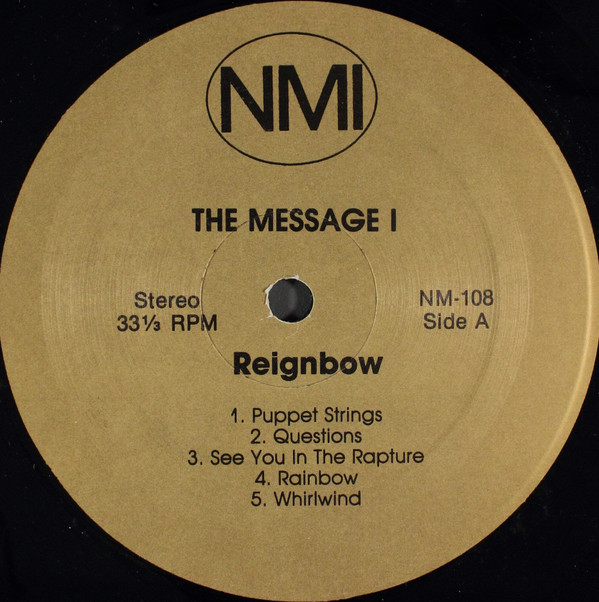 NMI
THE MESSAGE I
Stereo
33⅓ RPM
NM-108
Side A
Reignbow
1. Puppet Strings
2. Questions
3. See You In The Rapture
4. Rainbow
5. Whirlwind